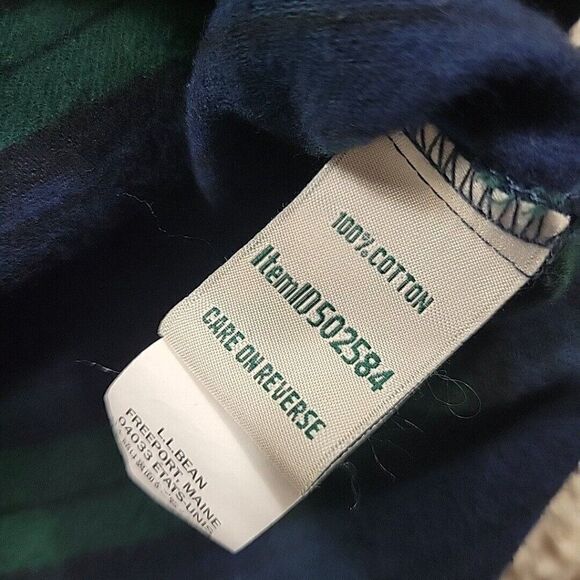 100% COTTON
ItemID502584
CARE ON REVERSE
L.L.BEAN
FREEPORT, MAINE
04033 ÉTATS-UNIS